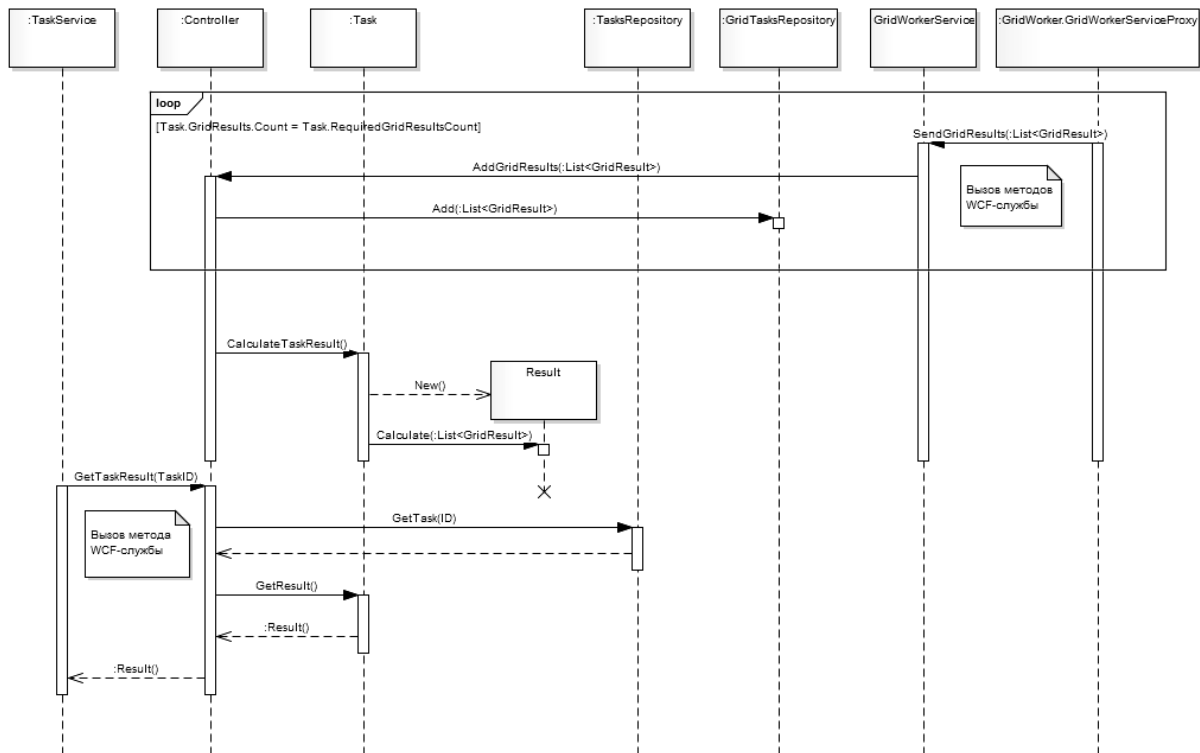 :TaskService
:Controller
:Task
:TasksRepository
:GridTasksRepository
GridWorkerService
:GridWorker.GridWorkerServiceProxy
loop
[Task.GridResults.Count = Task.RequiredGridResultsCount]
SendGridResults(:List<GridResult>)
AddGridResults(:List<GridResult>)
Вызов методов
WCF-службы
Add(:List<GridResult>)
CalculateTaskResult()
Result
New()
Calculate(:List<GridResult>)
GetTaskResult(TaskID)
GetTask(ID)
Вызов метода
WCF-службы
GetResult()
:Result()
:Result()